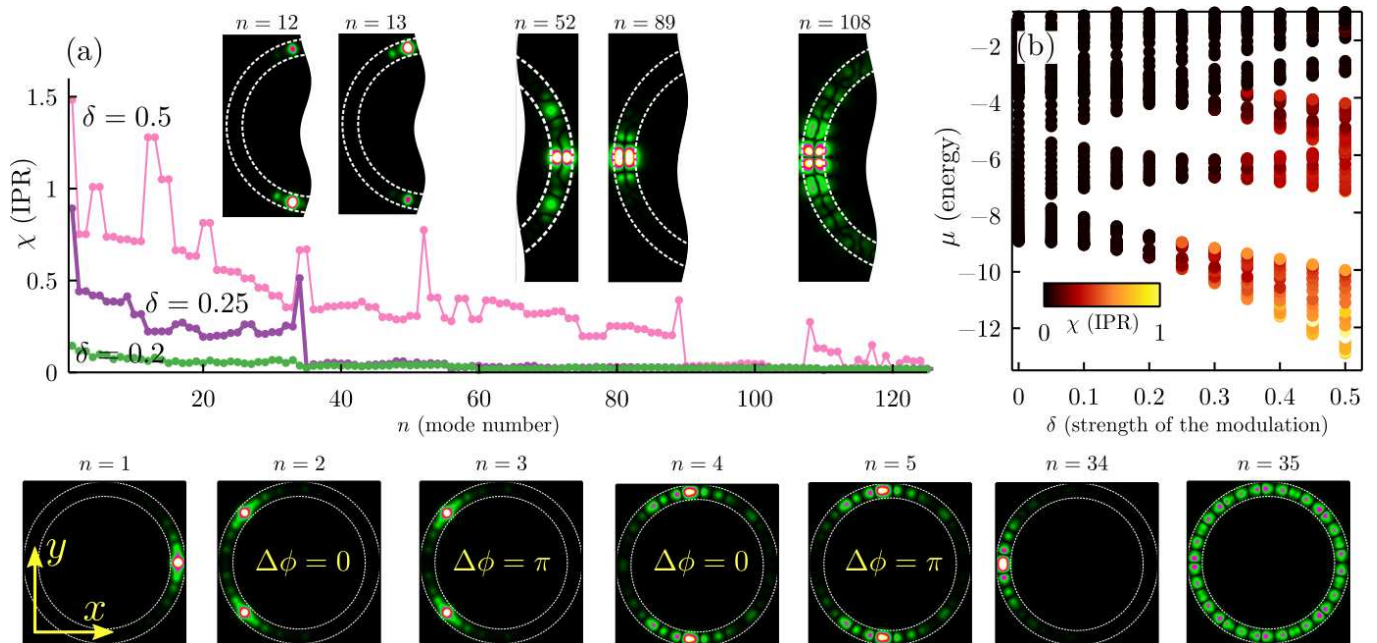 n = 12
n = 13
n = 52
n = 89
n = 108
(a)
χ (IPR)
1.5
1
0.5
0
δ = 0.5
δ = 0.25
δ = 0.2
20
40
60
80
100
120
n (mode number)
(b)
μ (energy)
−2
−4
−6
−8
−10
−12
χ (IPR)
0
1
0
0.1
0.2
0.3
0.4
0.5
δ (strength of the modulation)
n = 1
n = 2
n = 3
n = 4
n = 5
n = 34
n = 35
y
x
Δϕ = 0
Δϕ = π
Δϕ = 0
Δϕ = π